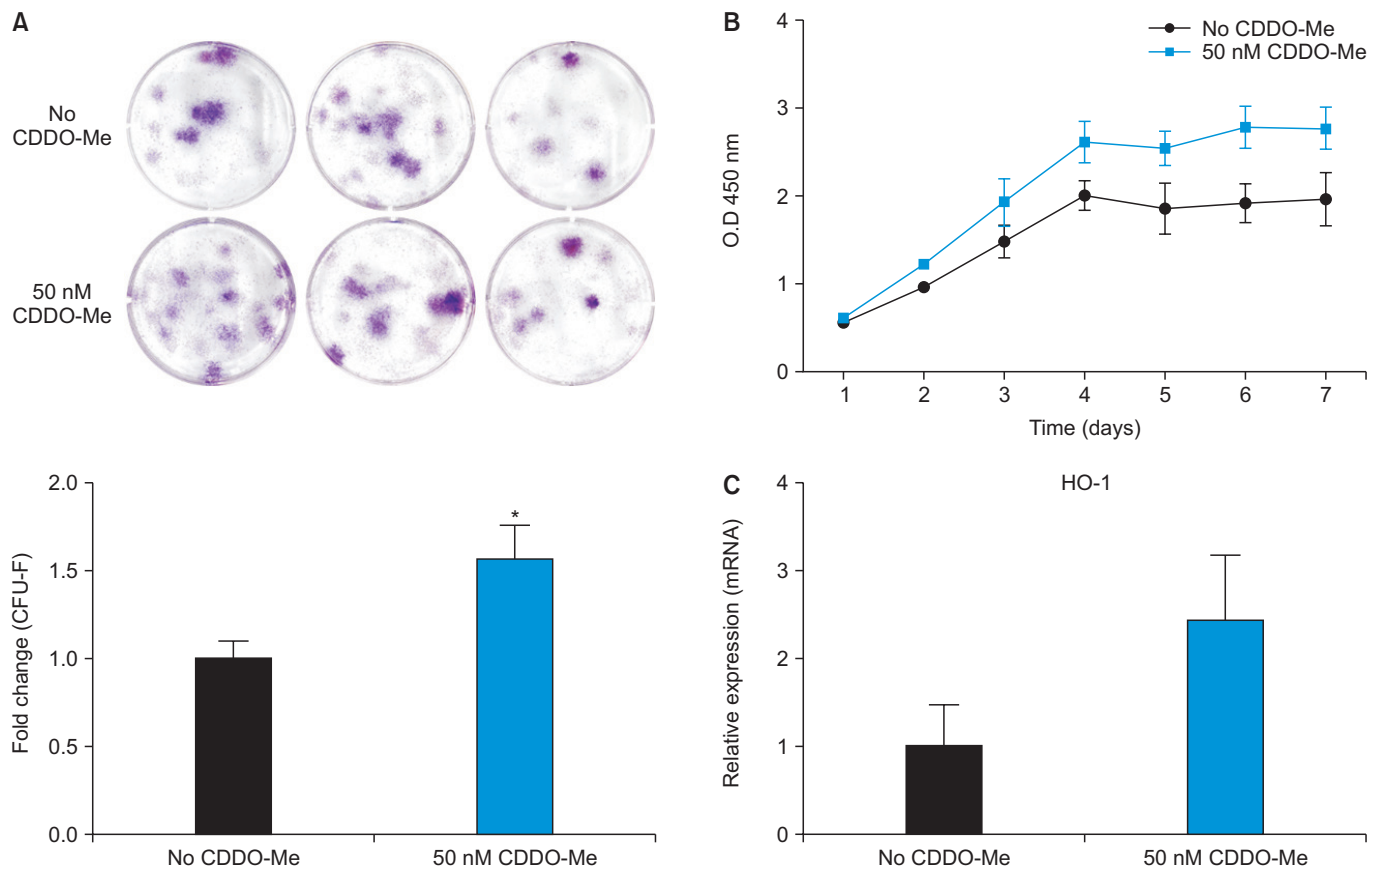 A
No
CDDO-Me
50 nM
CDDO-Me
2.0
1.5
1.0
0.5
0.0
Fold change (CFU-F)
*
No CDDO-Me
50 nM CDDO-Me
B
4
3
2
1
0
O.D 450 nm
No CDDO-Me
50 nM CDDO-Me
1 2 3 4 5 6 7
Time (days)
C
HO-1
4
3
2
1
0
Relative expression (mRNA)
No CDDO-Me
50 nM CDDO-Me